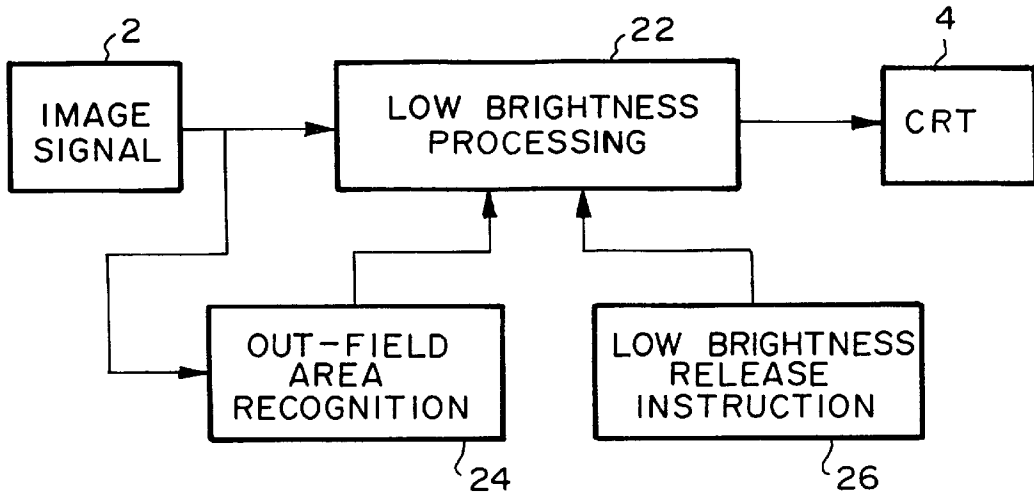 2
22
4
IMAGE
SIGNAL
LOW BRIGHTNESS
PROCESSING
CRT
OUT-FIELD
AREA
RECOGNITION
LOW BRIGHTNESS
RELEASE
INSTRUCTION
24
26